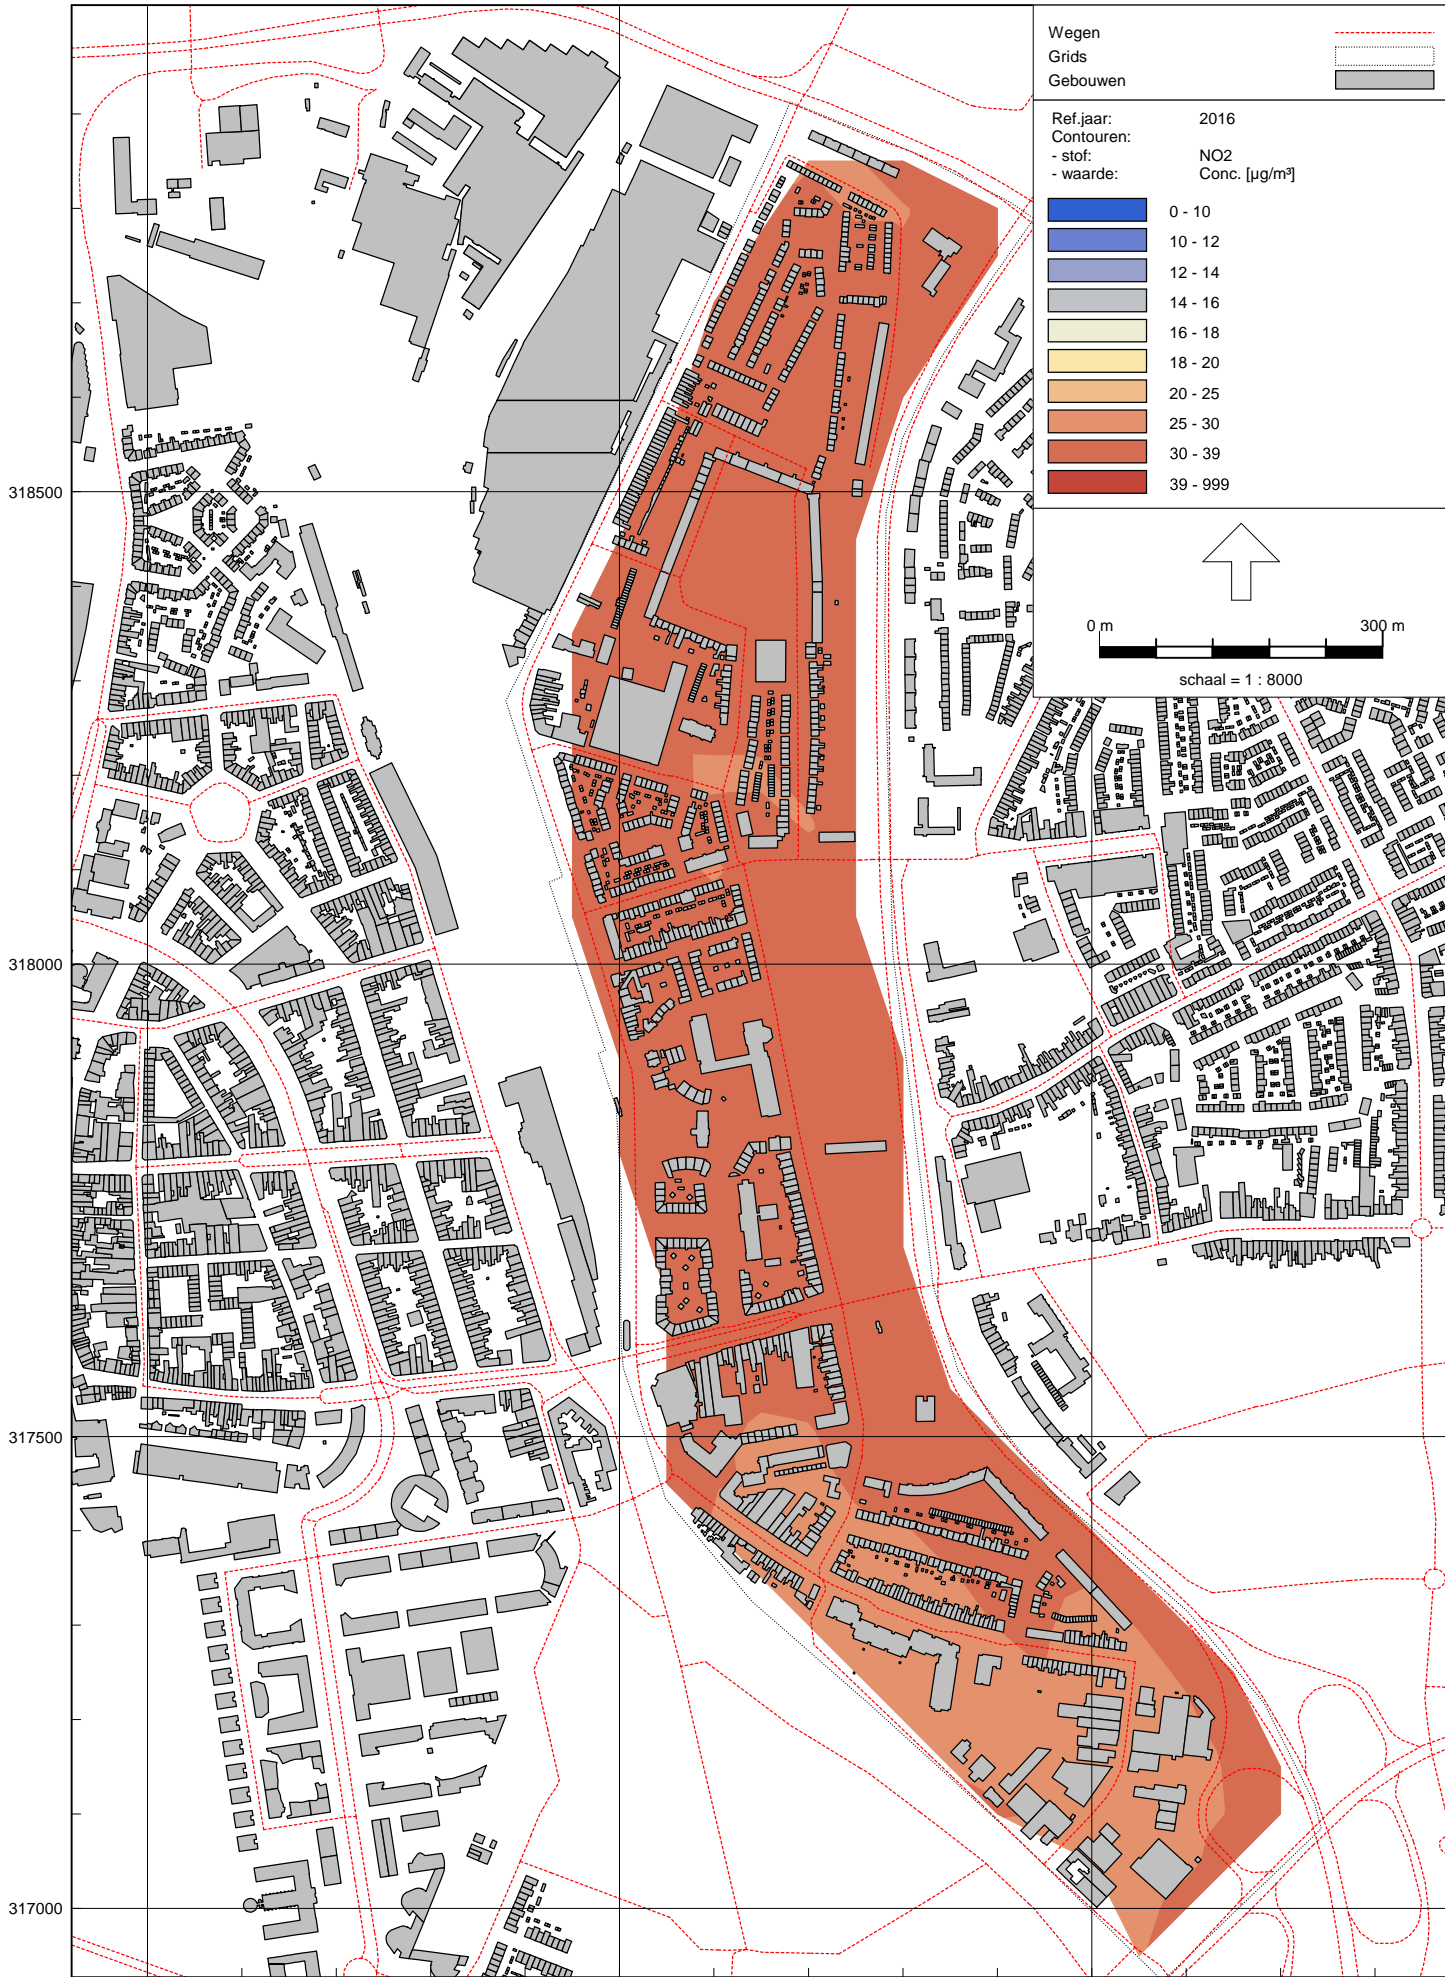 Wegen
Grids
Gebouwen
Ref.jaar: 2016
Contouren:
- stof: NO2
- waarde: Conc. [µg/m³]
0 - 10
10 - 12
12 - 14
14 - 16
16 - 18
18 - 20
20 - 25
25 - 30
30 - 39
39 - 999
0 m 300 m
schaal = 1 : 8000
318500
318000
317500
317000